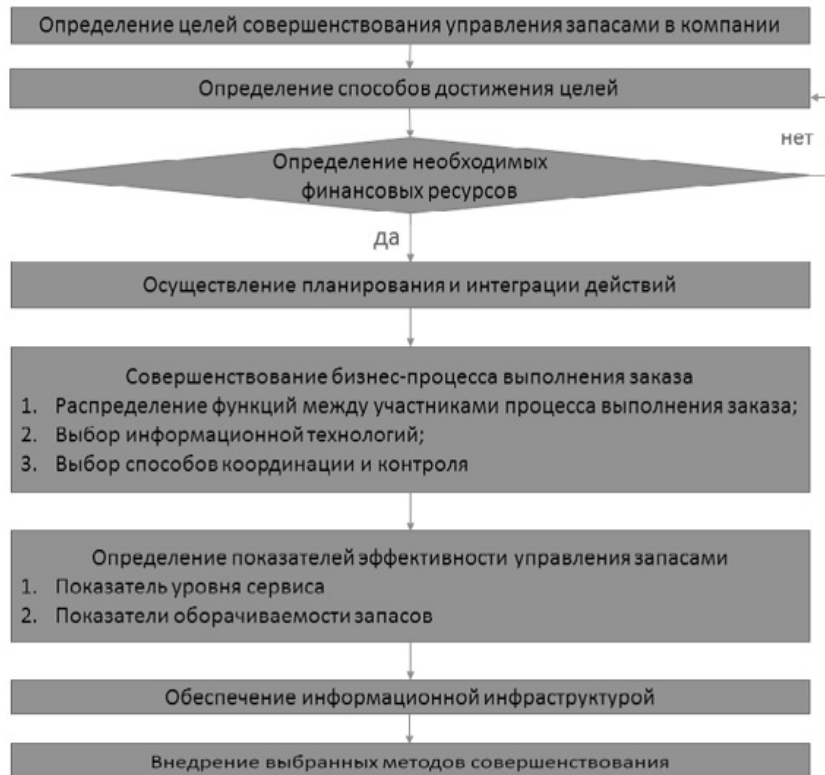 Определение целей совершенствования управления запасами в компании
Определение способов достижения целей
нет
Определение необходимых
финансовых ресурсов
да
Осуществление планирования и интеграции действий
Совершенствование бизнес-процесса выполнения заказа
1. Распределение функций между участниками процесса выполнения заказа;
2. Выбор информационной технологий;
3. Выбор способов координации и контроля
Определение показателей эффективности управления запасами
1. Показатель уровня сервиса
2. Показатели оборачиваемости запасов
Обеспечение информационной инфраструктурой
Внедрение выбранных методов совершенствования